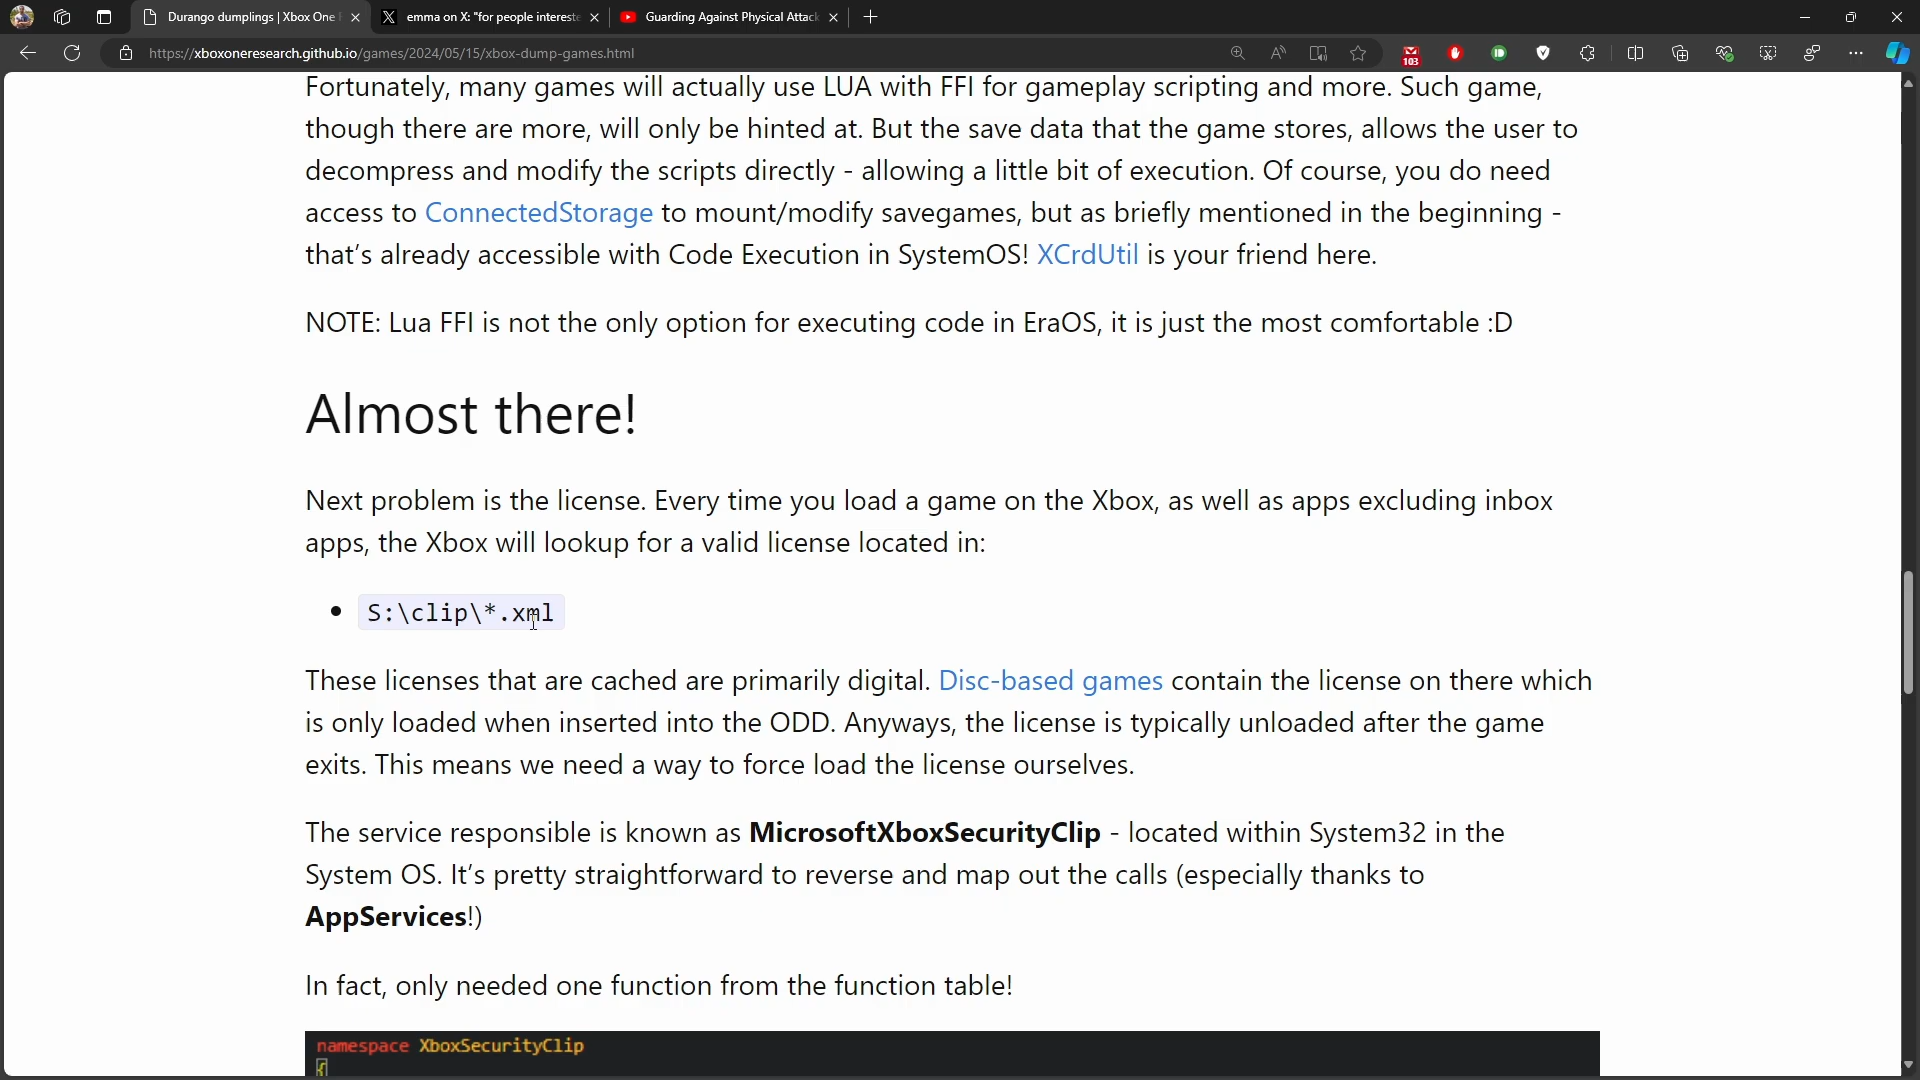 Durango dumplings | Xbox One
emma on X: "for people intereste
Guarding Against Physical Attack
https://xboxoneresearch.github.io/games/2024/05/15/xbox-dump-games.html
103
Fortunately, many games will actually use LUA with FFI for gameplay scripting and more. Such game,
though there are more, will only be hinted at. But the save data that the game stores, allows the user to
decompress and modify the scripts directly - allowing a little bit of execution. Of course, you do need
access to ConnectedStorage to mount/modify savegames, but as briefly mentioned in the beginning -
that's already accessible with Code Execution in SystemOS! XCrdUtil is your friend here.
NOTE: Lua FFI is not the only option for executing code in EraOS, it is just the most comfortable :D
Almost there!
Next problem is the license. Every time you load a game on the Xbox, as well as apps excluding inbox
apps, the Xbox will lookup for a valid license located in:
S:\clip\*.xml
These licenses that are cached are primarily digital. Disc-based games contain the license on there which
is only loaded when inserted into the ODD. Anyways, the license is typically unloaded after the game
exits. This means we need a way to force load the license ourselves.
The service responsible is known as MicrosoftXboxSecurityClip - located within System32 in the
System OS. It's pretty straightforward to reverse and map out the calls (especially thanks to
AppServices!)
In fact, only needed one function from the function table!
namespace XboxSecurityClip
{